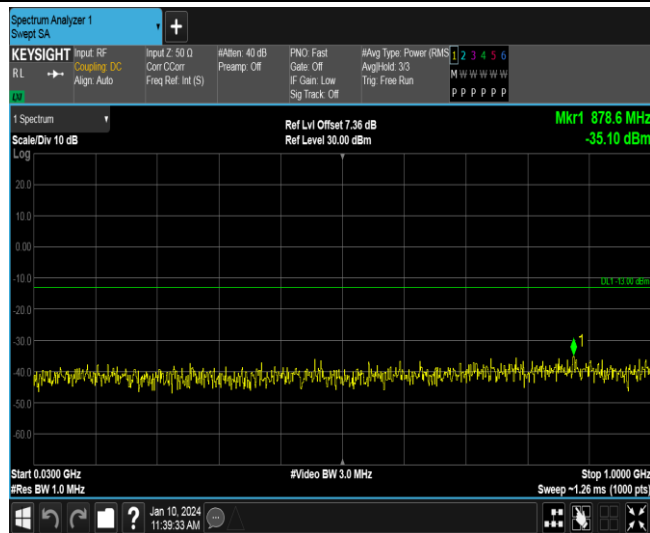 Spectrum Analyzer 1
Swept SA
+
KEYSIGHT
RL
Input: RF
Coupling: DC
Align: Auto
Input Z: 50 Ω
Corr CCorr
Freq Ref: Int (S)
#Atten: 40 dB
Preamp: Off
PNO: Fast
Gate: Off
IF Gain: Low
Sig Track: Off
#Avg Type: Power (RMS
Avg|Hold: 3/3
Trig: Free Run
1 2 3 4 5 6
M W W W W W
P P P P P P
1 Spectrum
Scale/Div 10 dB
Ref Lvl Offset 7.36 dB
Ref Level 30.00 dBm
Mkr1 878.6 MHz
-35.10 dBm
Log
20.0
10.0
0.00
-10.0
DL1 -13.00 dBm
-20.0
-30.0
1
-40.0
-50.0
-60.0
Start 0.0300 GHz
#Video BW 3.0 MHz
Stop 1.0000 GHz
#Res BW 1.0 MHz
Sweep ~1.26 ms (1000 pts)
?
Jan 10, 2024
11:39:33 AM